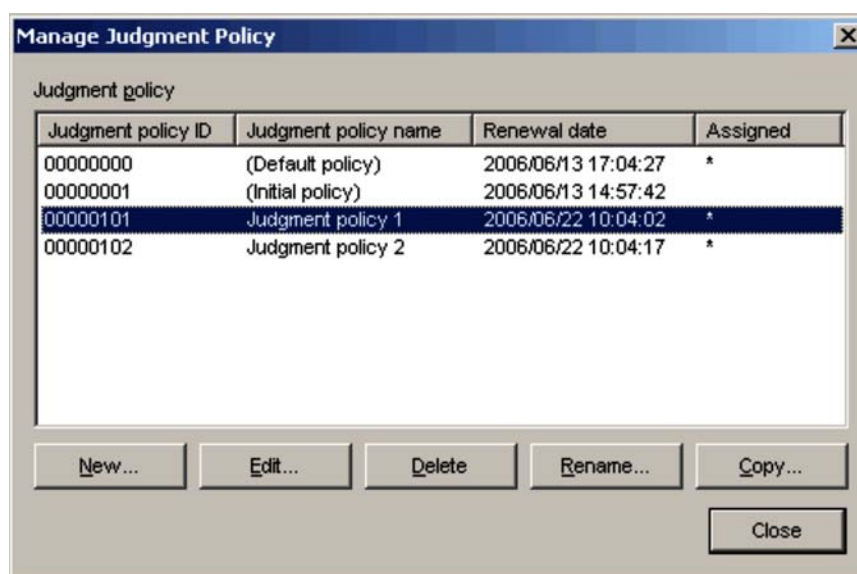 Manage Judgment Policy
Judgment policy
Judgment policy ID Judgment policy name Renewal date Assigned
00000000 (Default policy) 2006/06/13 17:04:27 *
00000001 (Initial policy) 2006/06/13 14:57:42
00000101 Judgment policy 1 2006/06/22 10:04:02 *
00000102 Judgment policy 2 2006/06/22 10:04:17 *
New... Edit... Delete Rename... Copy...
Close